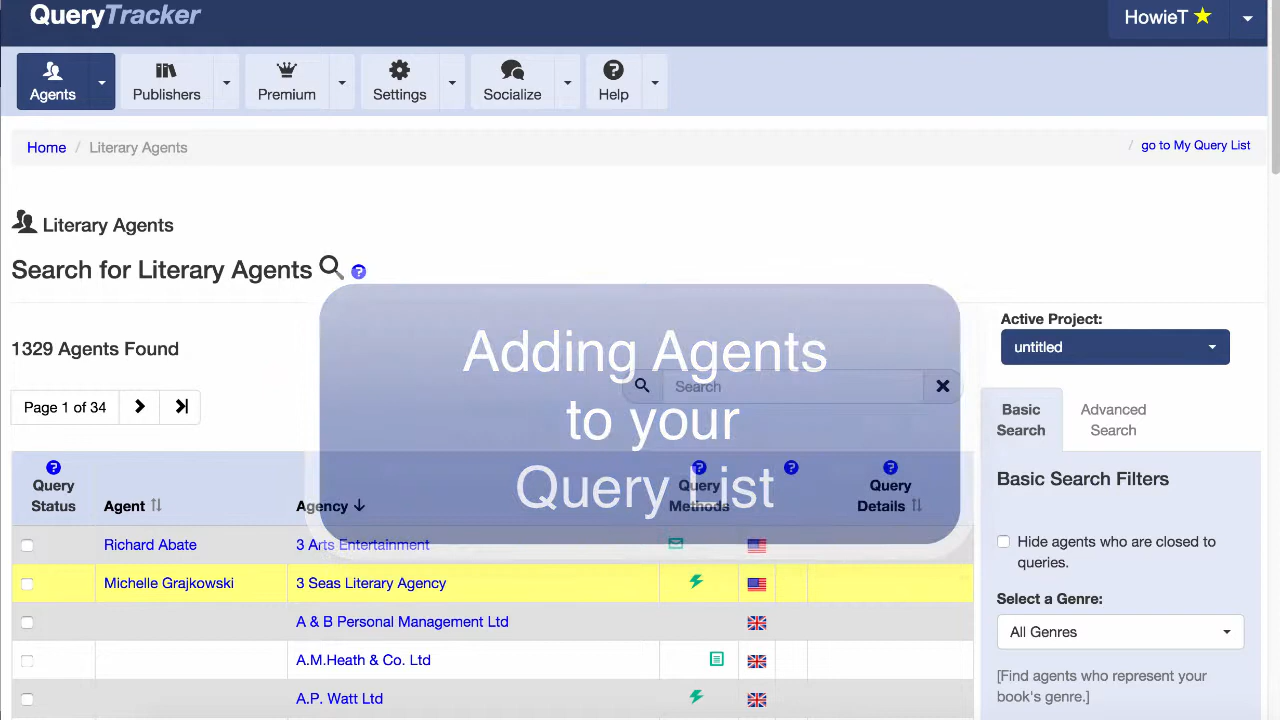 QueryTracker
HowieT
Agents
Publishers
Premium
Settings
Socialize
Help
Home / Literary Agents
/ go to My Query List
Literary Agents
Search for Literary Agents
?
1329 Agents Found
Active Project:
untitled
Adding Agents
to your
Query List
Search
Page 1 of 34
Basic
Search
Advanced
Search
Query
Status
Agent
Agency
Query
Methods
Query
Details
Basic Search Filters
Richard Abate
3 Arts Entertainment
Hide agents who are closed to
queries.
Michelle Grajkowski
3 Seas Literary Agency
Select a Genre:
A & B Personal Management Ltd
All Genres
A.M.Heath & Co. Ltd
[Find agents who represent your
book's genre.]
A.P. Watt Ltd